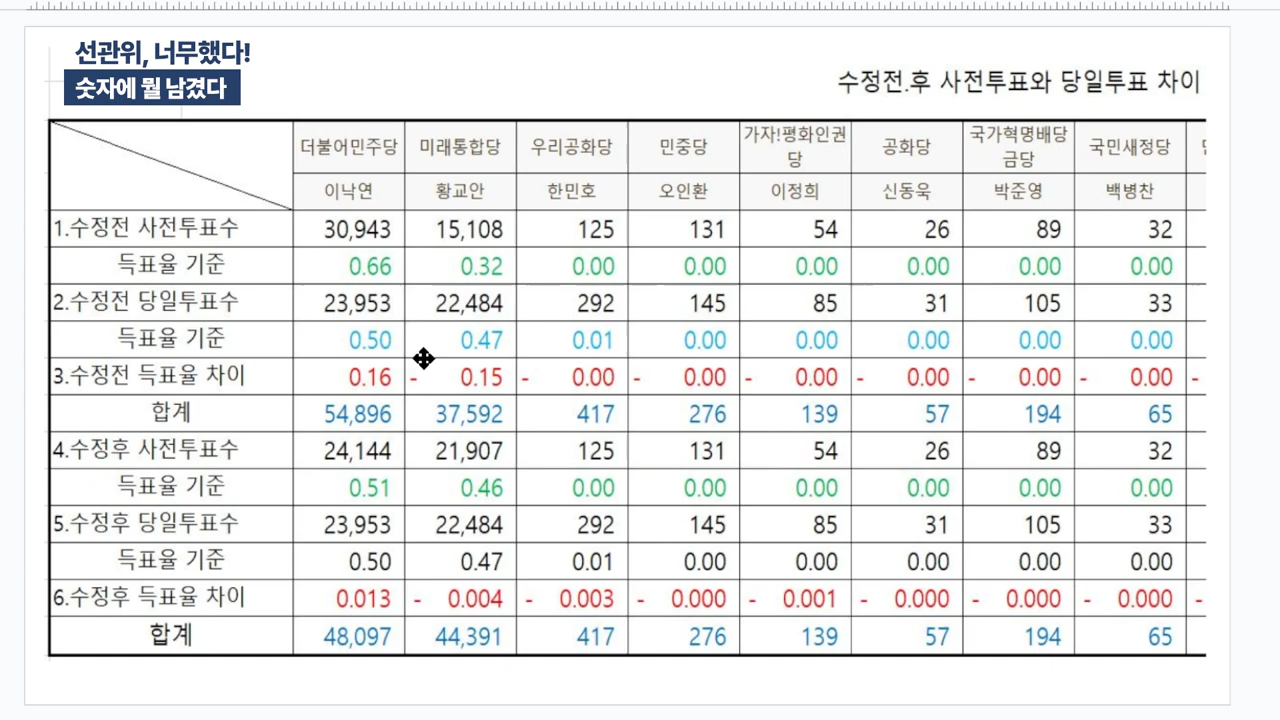 선관위, 너무했다!
숫자에 뭘 남겼다
수정전.후 사전투표와 당일투표 차이
더불어민주당 미래통합당 우리공화당 민중당 가자!평화인권당 공화당 국가혁명배당금당 국민새정당
이낙연 황교안 한민호 오인환 이정희 신동욱 박준영 백병찬
1.수정전 사전투표수 30,943 15,108 125 131 54 26 89 32
득표율 기준 0.66 0.32 0.00 0.00 0.00 0.00 0.00 0.00
2.수정전 당일투표수 23,953 22,484 292 145 85 31 105 33
득표율 기준 0.50 0.47 0.01 0.00 0.00 0.00 0.00 0.00
3.수정전 득표율 차이 0.16 - 0.15 - 0.00 - 0.00 - 0.00 - 0.00 - 0.00 - 0.00 -
합계 54,896 37,592 417 276 139 57 194 65
4.수정후 사전투표수 24,144 21,907 125 131 54 26 89 32
득표율 기준 0.51 0.46 0.00 0.00 0.00 0.00 0.00 0.00
5.수정후 당일투표수 23,953 22,484 292 145 85 31 105 33
득표율 기준 0.50 0.47 0.01 0.00 0.00 0.00 0.00 0.00
6.수정후 득표율 차이 0.013 - 0.004 - 0.003 - 0.000 - 0.001 - 0.000 - 0.000 - 0.000 -
합계 48,097 44,391 417 276 139 57 194 65